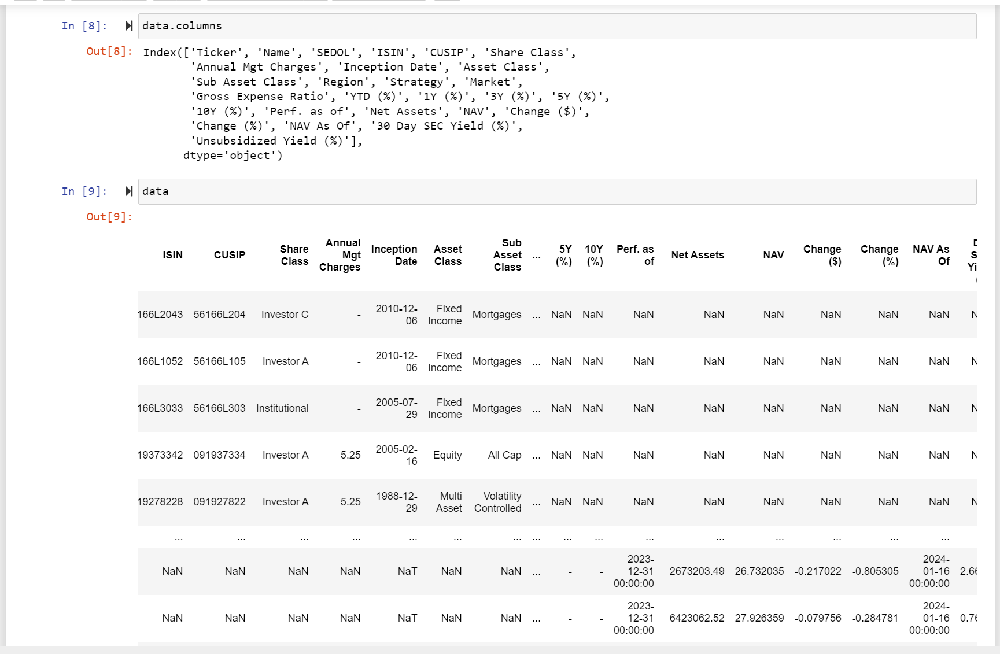 In [8]: data.columns
Out[8]: Index(['Ticker', 'Name', 'SEDOL', 'ISIN', 'CUSIP', 'Share Class',
'Annual Mgt Charges', 'Inception Date', 'Asset Class',
'Sub Asset Class', 'Region', 'Strategy', 'Market',
'Gross Expense Ratio', 'YTD (%)', '1Y (%)', '3Y (%)', '5Y (%)',
'10Y (%)', 'Perf. as of', 'Net Assets', 'NAV', 'Change ($)',
'Change (%)', 'NAV As Of', '30 Day SEC Yield (%)',
'Unsubsidized Yield (%)'],
dtype='object')
In [9]: data
Out[9]:
ISIN CUSIP Share Class Annual Mgt Charges Inception Date Asset Class Sub Asset Class ... 5Y (%) 10Y (%) Perf. as of Net Assets NAV Change ($) Change (%) NAV As Of
166L2043 56166L204 Investor C - 2010-12-06 Fixed Income Mortgages ... NaN NaN NaN NaN NaN NaN NaN NaN
166L1052 56166L105 Investor A - 2010-12-06 Fixed Income Mortgages ... NaN NaN NaN NaN NaN NaN NaN NaN
166L3033 56166L303 Institutional - 2005-07-29 Fixed Income Mortgages ... NaN NaN NaN NaN NaN NaN NaN NaN
19373342 091937334 Investor A 5.25 2005-02-16 Equity All Cap ... NaN NaN NaN NaN NaN NaN NaN NaN
19278228 091927822 Investor A 5.25 1988-12-29 Multi Asset Volatility Controlled ... NaN NaN NaN NaN NaN NaN NaN NaN
... ... ... ... ... ... ... ... ... ... ... ... ... ... ... ...
NaN NaN NaN NaN NaT NaN NaN ... - - 2023-12-31 00:00:00 2673203.49 26.732035 -0.217022 -0.805305 2024-01-16 00:00:00
NaN NaN NaN NaN NaT NaN NaN ... - - 2023-12-31 00:00:00 6423062.52 27.926359 -0.079756 -0.284781 2024-01-16 00:00:00